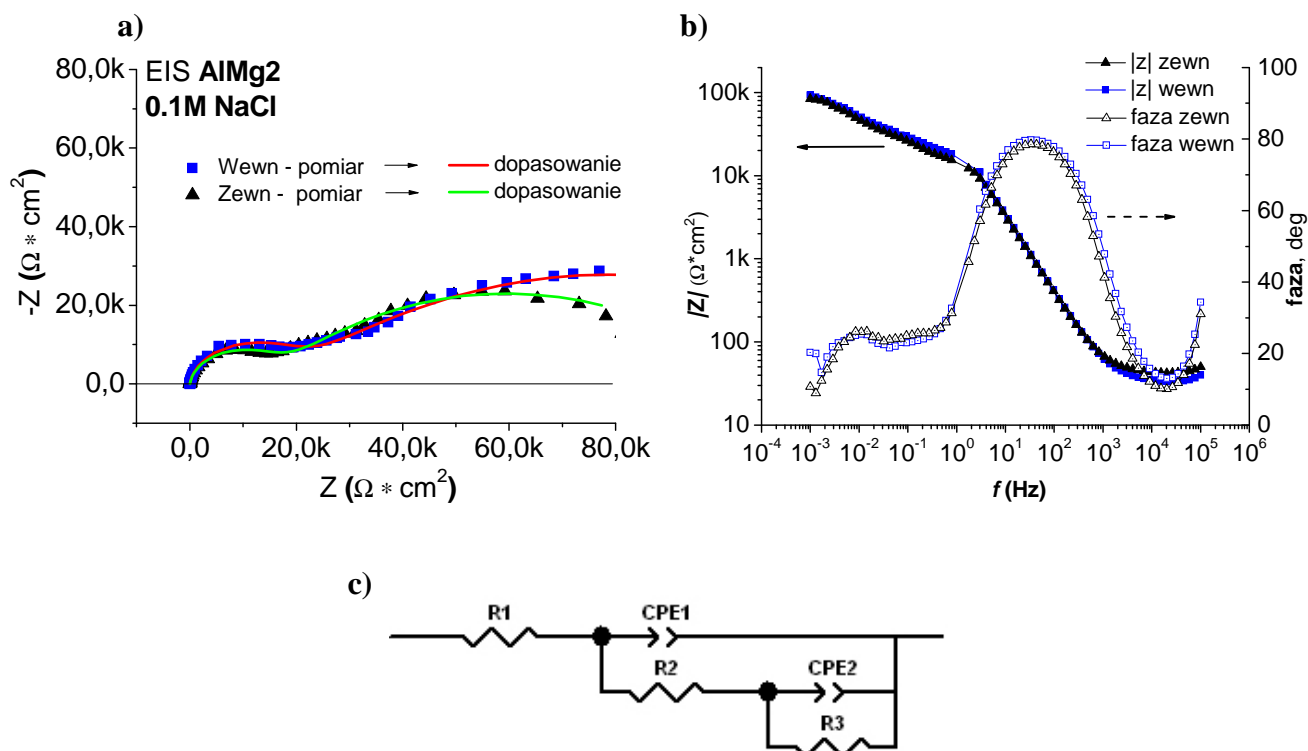 a)
EIS AlMg2
0.1M NaCl
Wewn - pomiar
dopasowanie
Zewn - pomiar
dopasowanie
80,0k
60,0k
40,0k
20,0k
0,0
-Z (Ω * cm²)
0,0 20,0k 40,0k 60,0k 80,0k
Z (Ω * cm²)
b)
|z| zewn
|z| wewn
faza zewn
faza wewn
100k
10k
1k
100
10
|Z| (Ω*cm²)
100
80
60
40
20
0
faza, deg
10⁻⁴ 10⁻³ 10⁻² 10⁻¹ 10⁰ 10¹ 10² 10³ 10⁴ 10⁵ 10⁶
f (Hz)
c)
R1
CPE1
R2
CPE2
R3